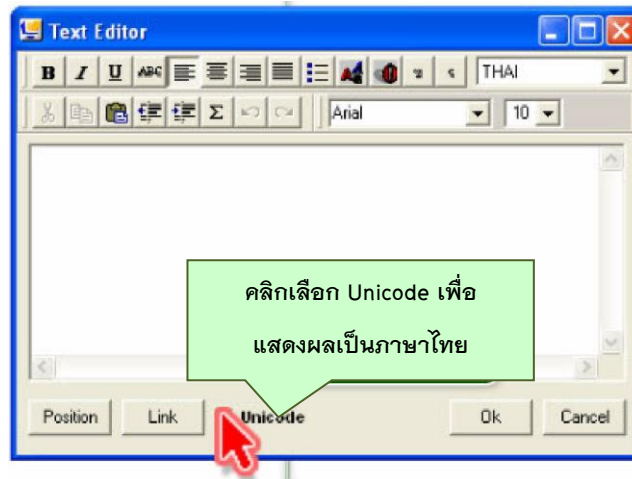 Text Editor
B I U ABC THAI
Σ Arial 10
คลิกเลือก Unicode เพื่อ
แสดงผลเป็นภาษาไทย
Position Link Unicode Ok Cancel